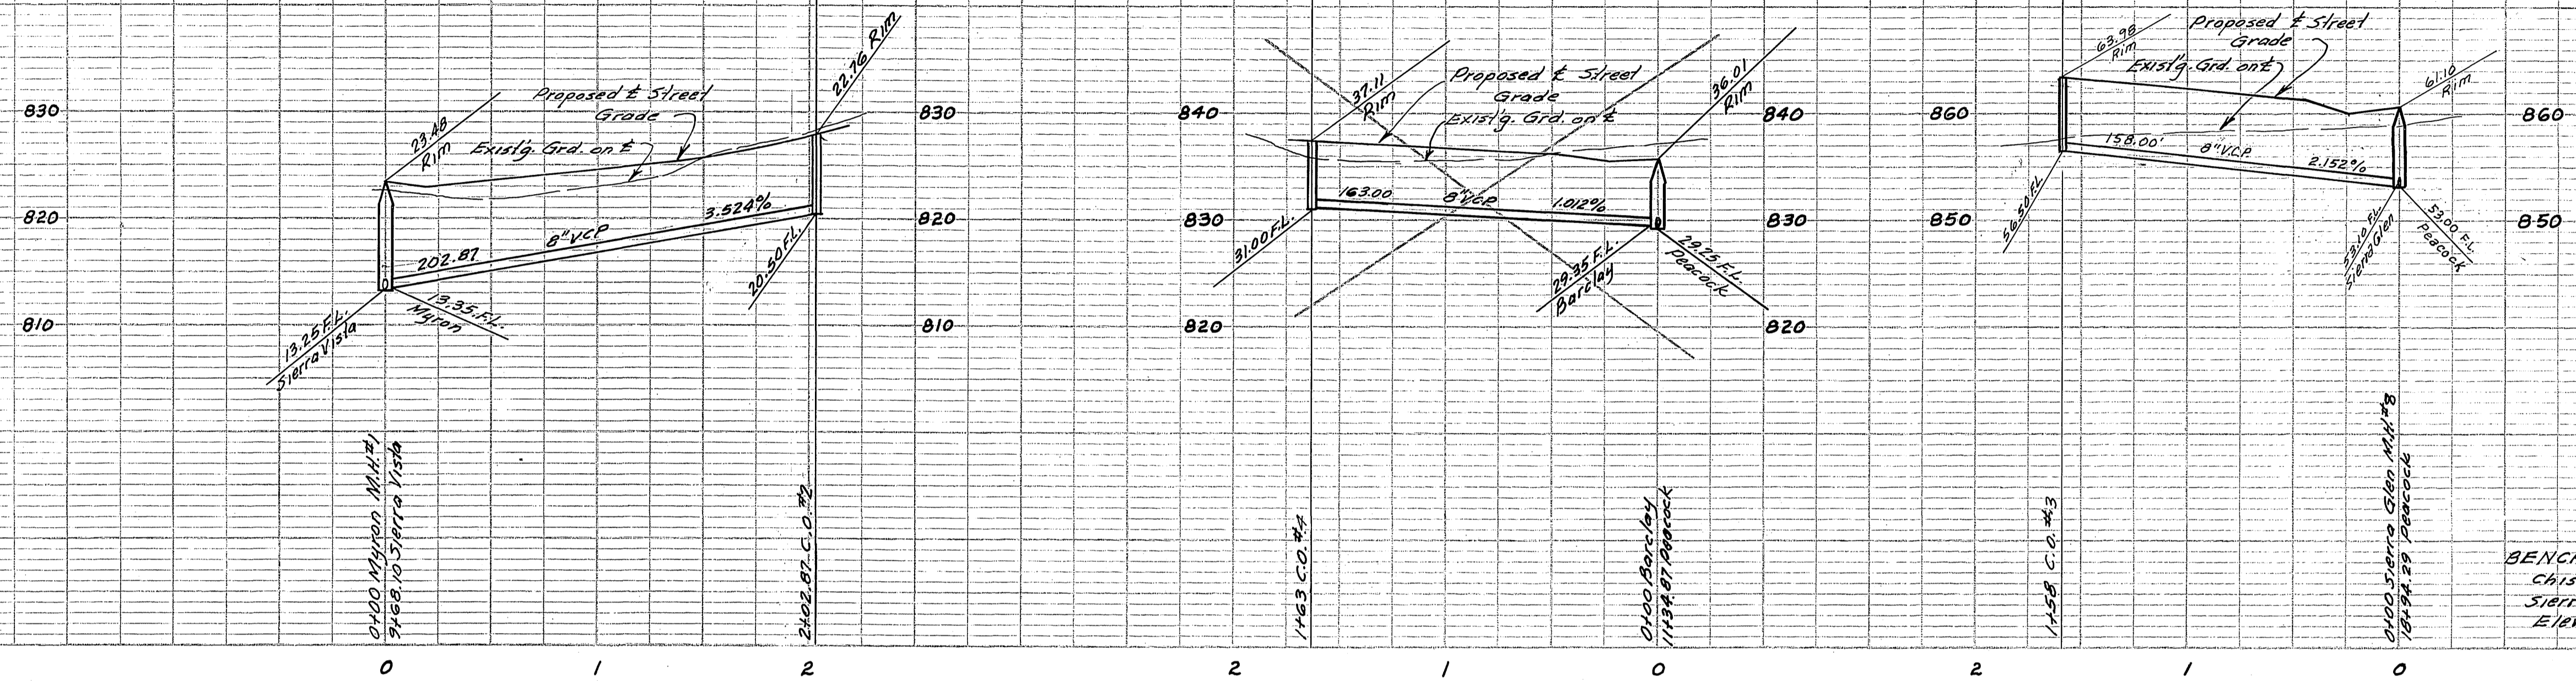 830
820
810
23.48
Rim
Proposed ℄ Street
Grade
Exist'g. Grd. on ℄
22.76 Rim
202.87
8" VCP
3.524%
20.50 F.L.
13.25 F.L.
Sierra Vista
13.35 F.L.
Myron
0+00 Myron M.H.#1
9+68.10 Sierra Vista
2+02.87 C.O.#2
0
1
2
830
820
810
840
830
820
37.11
Rim
Proposed ℄ Street
Grade
Exist'g. Grd. on ℄
36.01
Rim
163.00
8" VCP
1.012%
31.00 F.L.
29.35 F.L.
Barclay
29.25 F.L.
Peacock
1+63 C.O.#4
0+00 Barclay
11+34.87 Peacock
2
1
0
840
830
820
860
850
63.98
Rim
Proposed ℄ Street
Grade
Exist'g. Grd. on ℄
61.10
Rim
158.00'
8" V.C.P.
2.152%
56.50 F.L.
53.10 F.L.
Sierra Glen
53.00 F.L.
Peacock
1+58 C.O.#3
0+00 Sierra Glen M.H.#8
18+94.29 Peacock
2
1
0
860
850
BENC
Chis
Sierr
Elev